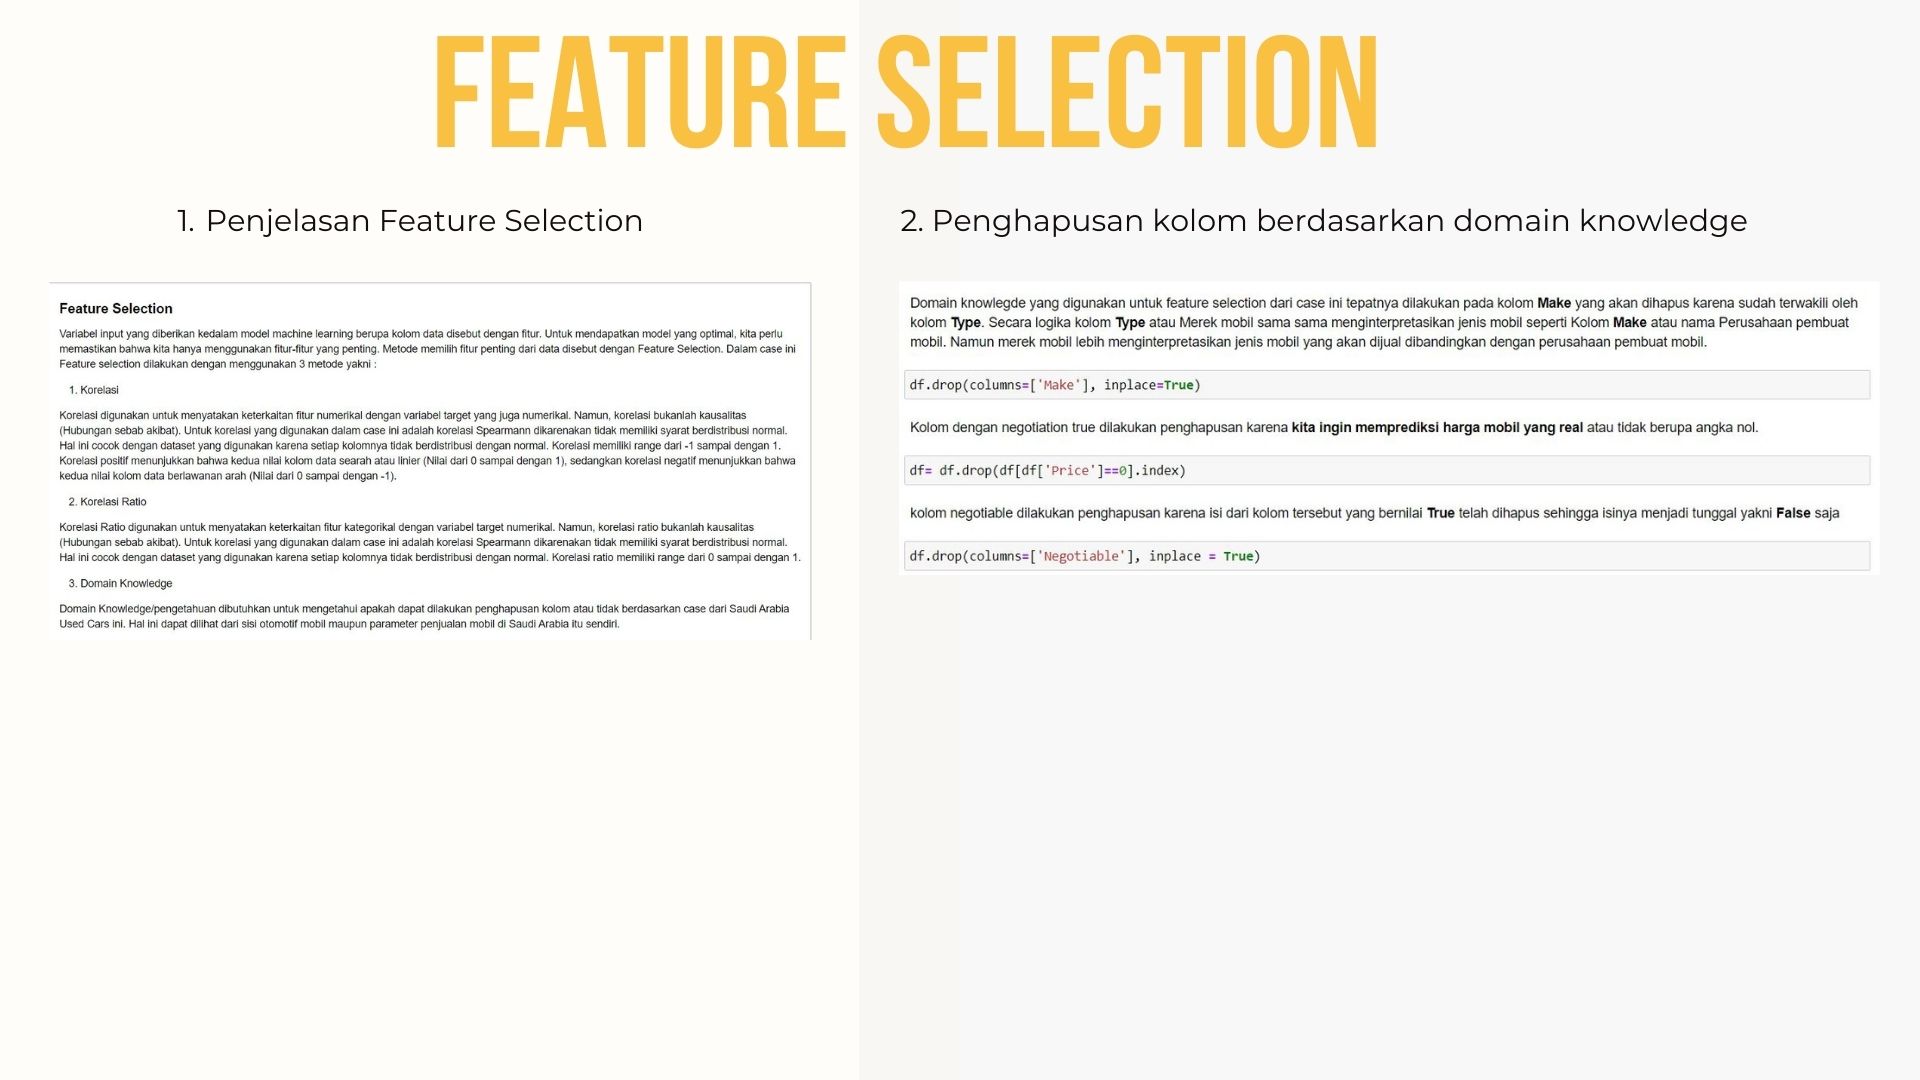 FEATURE SELECTION
1. Penjelasan Feature Selection
Feature Selection
Variabel input yang diberikan kedalam model machine learning berupa kolom data disebut dengan fitur. Untuk mendapatkan model yang optimal, kita perlu
memastikan bahwa kita hanya menggunakan fitur-fitur yang penting. Metode memilih fitur penting dari data disebut dengan Feature Selection. Dalam case ini
Feature selection dilakukan dengan menggunakan 3 metode yakni :
1. Korelasi
Korelasi digunakan untuk menyatakan keterkaitan fitur numerikal dengan variabel target yang juga numerikal. Namun, korelasi bukanlah kausalitas
(Hubungan sebab akibat). Untuk korelasi yang digunakan dalam case ini adalah korelasi Spearmann dikarenakan tidak memiliki syarat berdistribusi normal.
Hal ini cocok dengan dataset yang digunakan karena setiap kolomnya tidak berdistribusi dengan normal. Korelasi memiliki range dari -1 sampai dengan 1.
Korelasi positif menunjukkan bahwa kedua nilai kolom data searah atau linier (Nilai dari 0 sampai dengan 1), sedangkan korelasi negatif menunjukkan bahwa
kedua nilai kolom data berlawanan arah (Nilai dari 0 sampai dengan -1).
2. Korelasi Ratio
Korelasi Ratio digunakan untuk menyatakan keterkaitan fitur kategorikal dengan variabel target numerikal. Namun, korelasi ratio bukanlah kausalitas
(Hubungan sebab akibat). Untuk korelasi yang digunakan dalam case ini adalah korelasi Spearmann dikarenakan tidak memiliki syarat berdistribusi normal.
Hal ini cocok dengan dataset yang digunakan karena setiap kolomnya tidak berdistribusi dengan normal. Korelasi ratio memiliki range dari 0 sampai dengan 1.
3. Domain Knowledge
Domain Knowledge/pengetahuan dibutuhkan untuk mengetahui apakah dapat dilakukan penghapusan kolom atau tidak berdasarkan case dari Saudi Arabia
Used Cars ini. Hal ini dapat dilihat dari sisi otomotif mobil maupun parameter penjualan mobil di Saudi Arabia itu sendiri.
2. Penghapusan kolom berdasarkan domain knowledge
Domain knowlegde yang digunakan untuk feature selection dari case ini tepatnya dilakukan pada kolom Make yang akan dihapus karena sudah terwakili oleh
kolom Type. Secara logika kolom Type atau Merek mobil sama sama menginterpretasikan jenis mobil seperti Kolom Make atau nama Perusahaan pembuat
mobil. Namun merek mobil lebih menginterpretasikan jenis mobil yang akan dijual dibandingkan dengan perusahaan pembuat mobil.
df.drop(columns=['Make'], inplace=True)
Kolom dengan negotiation true dilakukan penghapusan karena kita ingin memprediksi harga mobil yang real atau tidak berupa angka nol.
df= df.drop(df[df['Price']==0].index)
kolom negotiable dilakukan penghapusan karena isi dari kolom tersebut yang bernilai True telah dihapus sehingga isinya menjadi tunggal yakni False saja
df.drop(columns=['Negotiable'], inplace = True)